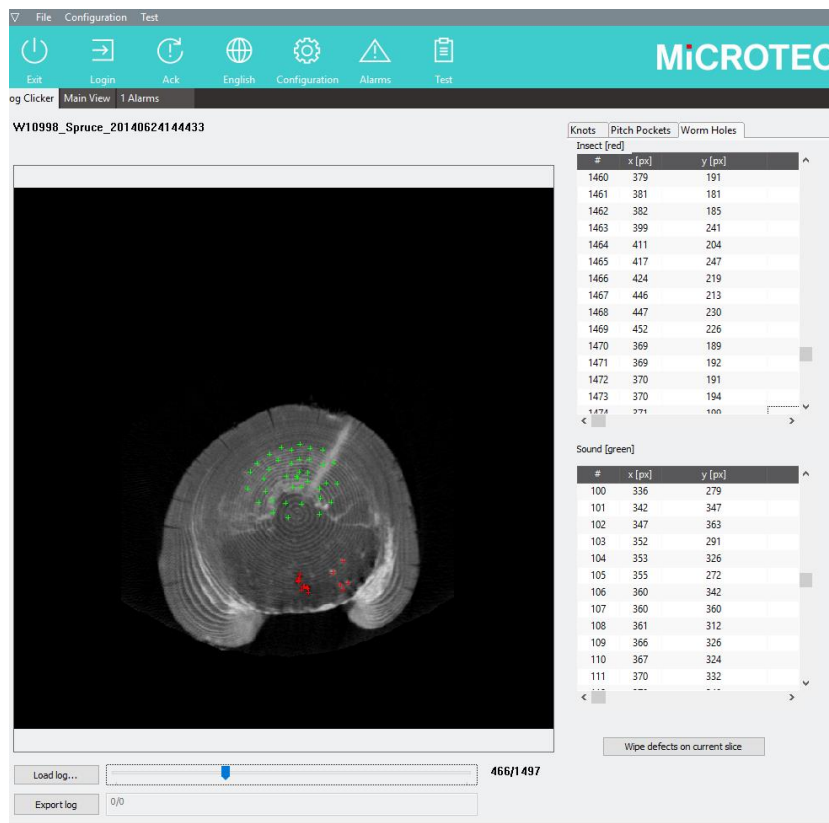 File Configuration Test
Exit Login Ack English Configuration Alarms Test
MiCROTEC
og Clicker Main View 1 Alarms
W10998_Spruce_20140624144433
Knots Pitch Pockets Worm Holes
Insect [red]
# x [px] y [px]
1460 379 191
1461 381 181
1462 382 185
1463 399 241
1464 411 204
1465 417 247
1466 424 219
1467 446 213
1468 447 230
1469 452 226
1470 369 189
1471 369 192
1472 370 191
1473 370 194
1474 371 199
Sound [green]
# x [px] y [px]
100 336 279
101 342 347
102 347 363
103 352 291
104 353 326
105 355 272
106 360 342
107 360 360
108 361 312
109 366 326
110 367 324
111 370 332
Wipe defects on current slice
Load log... 466/1497
Export log 0/0